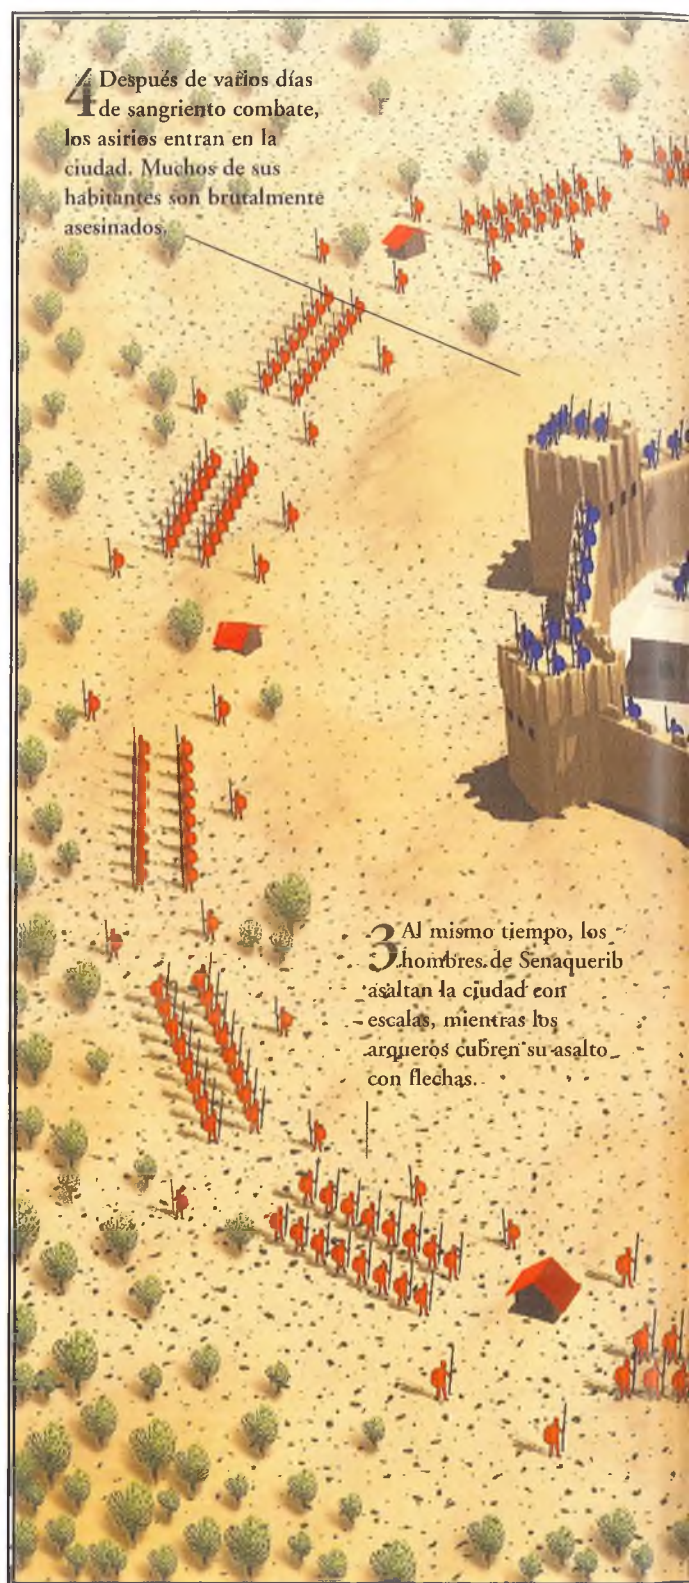 4 Después de varios días
de sangriento combate,
los asirios entran en la
ciudad. Muchos de sus
habitantes son brutalmente
asesinados.
3 Al mismo tiempo, los
hombres de Senaquerib
asaltan la ciudad con
escalas, mientras los
arqueros cubren su asalto
con flechas.